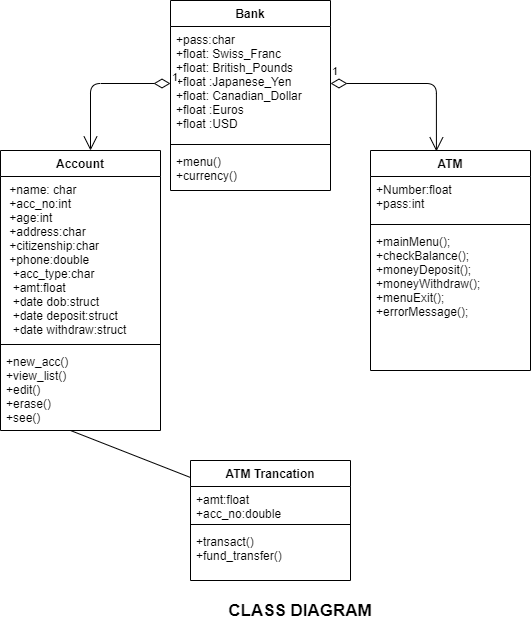 Bank
+pass:char
+float: Swiss_Franc
+float: British_Pounds
+float :Japanese_Yen
+float: Canadian_Dollar
+float :Euros
+float :USD
+menu()
+currency()
1
1
Account
+name: char
+acc_no:int
+age:int
+address:char
+citizenship:char
+phone:double
+acc_type:char
+amt:float
+date dob:struct
+date deposit:struct
+date withdraw:struct
+new_acc()
+view_list()
+edit()
+erase()
+see()
ATM
+Number:float
+pass:int
+mainMenu();
+checkBalance();
+moneyDeposit();
+moneyWithdraw();
+menuExit();
+errorMessage();
ATM Trancation
+amt:float
+acc_no:double
+transact()
+fund_transfer()
CLASS DIAGRAM